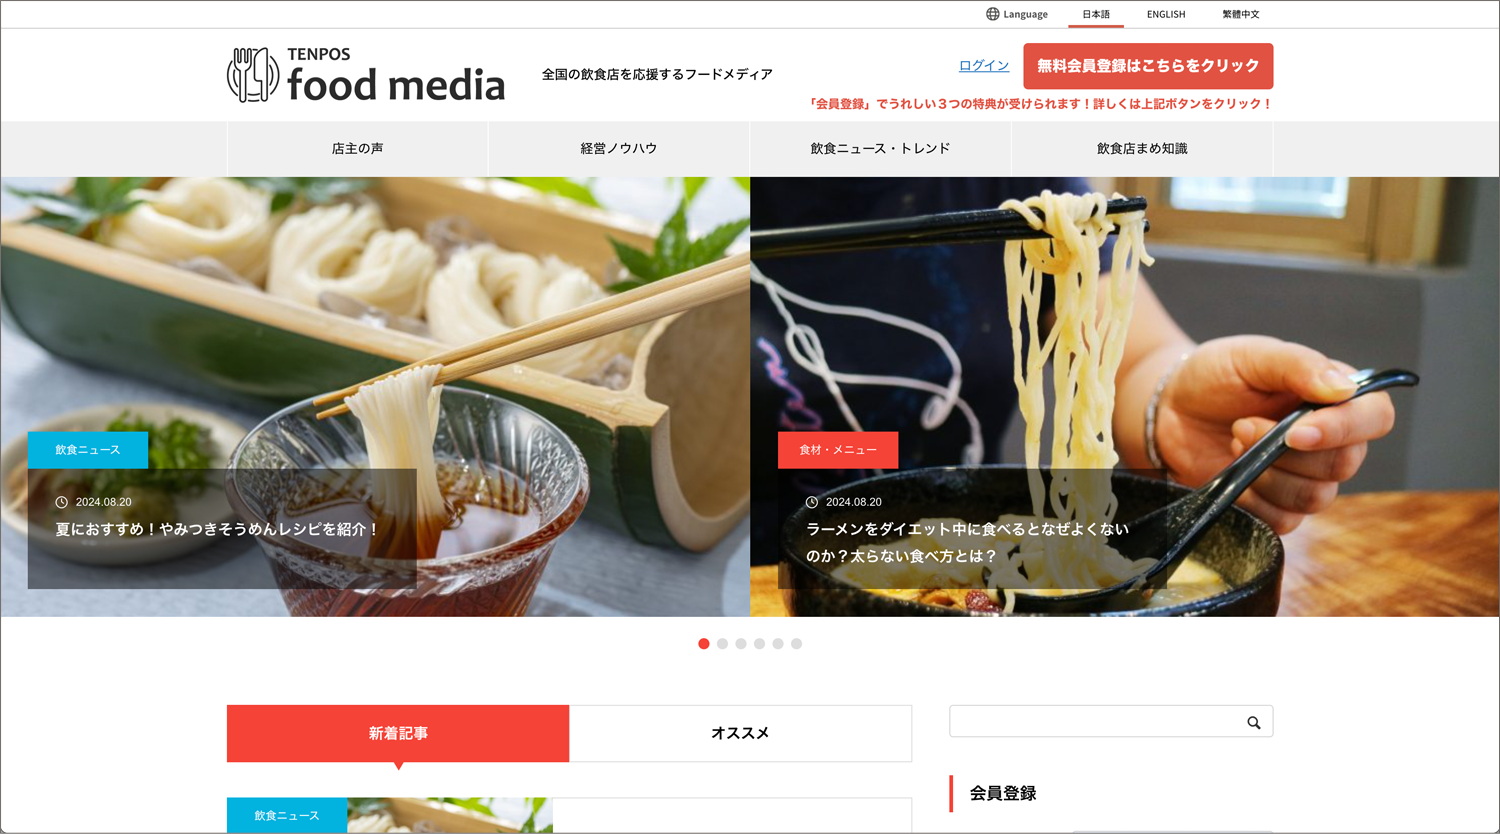 Language
日本語
ENGLISH
繁體中文
TENPOS
food media
全国の飲食店を応援するフードメディア
ログイン
無料会員登録はこちらをクリック
「会員登録」でうれしい３つの特典が受けられます！詳しくは上記ボタンをクリック！
店主の声
経営ノウハウ
飲食ニュース・トレンド
飲食店まめ知識
飲食ニュース
2024.08.20
夏におすすめ！やみつきそうめんレシピを紹介！
食材・メニュー
2024.08.20
ラーメンをダイエット中に食べるとなぜよくない
のか？太らない食べ方とは？
新着記事
オススメ
会員登録
飲食ニュース